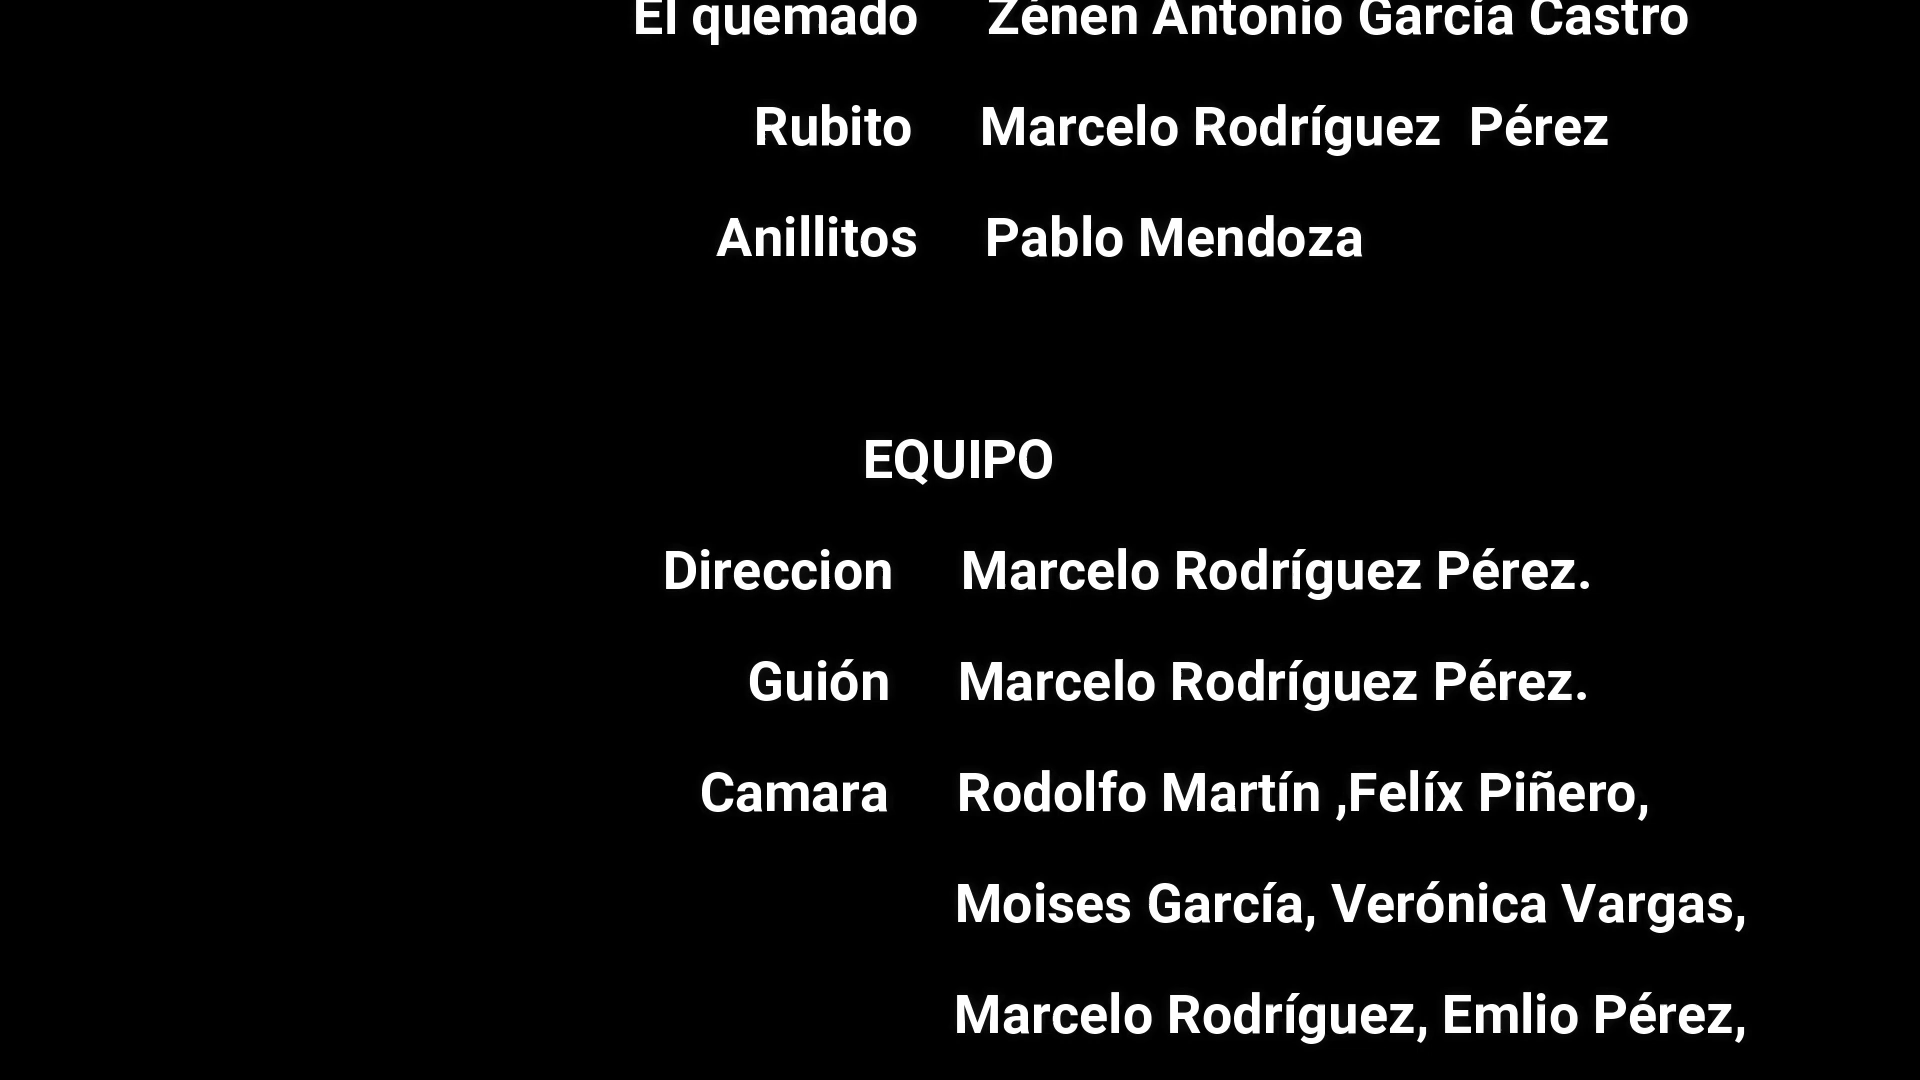 El quemado Zénen Antonio García Castro
Rubito Marcelo Rodríguez Pérez
Anillitos Pablo Mendoza
EQUIPO
Direccion Marcelo Rodríguez Pérez.
Guión Marcelo Rodríguez Pérez.
Camara Rodolfo Martín ,Felíx Piñero,
Moises García, Verónica Vargas,
Marcelo Rodríguez, Emlio Pérez,